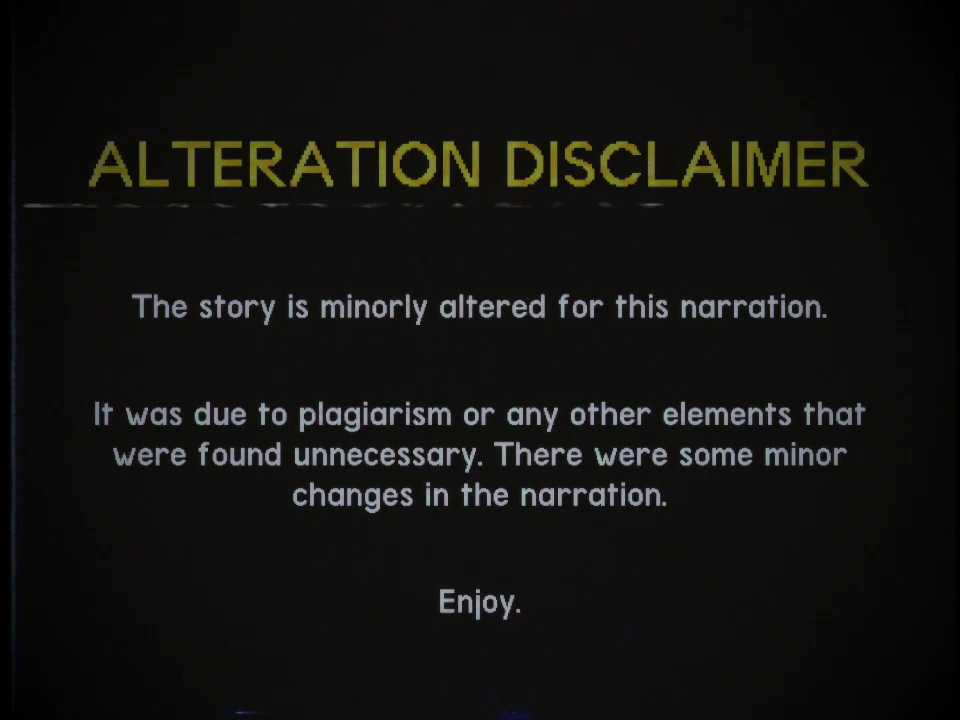 ALTERATION DISCLAIMER
The story is minorly altered for this narration.
It was due to plagiarism or any other elements that
were found unnecessary. There were some minor
changes in the narration.
Enjoy.